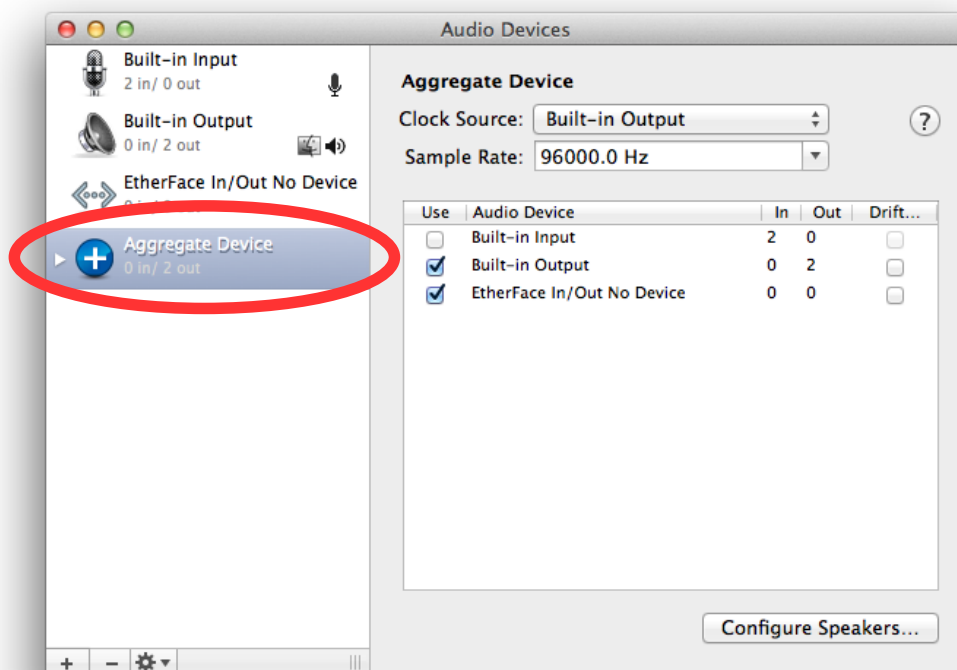 Audio Devices
Built-in Input
2 in/ 0 out
Built-in Output
0 in/ 2 out
EtherFace In/Out No Device
Aggregate Device
0 in/ 2 out
Aggregate Device
Clock Source: Built-in Output
?
Sample Rate: 96000.0 Hz
Use Audio Device In Out Drift...
Built-in Input 2 0
Built-in Output 0 2
EtherFace In/Out No Device 0 0
Configure Speakers...